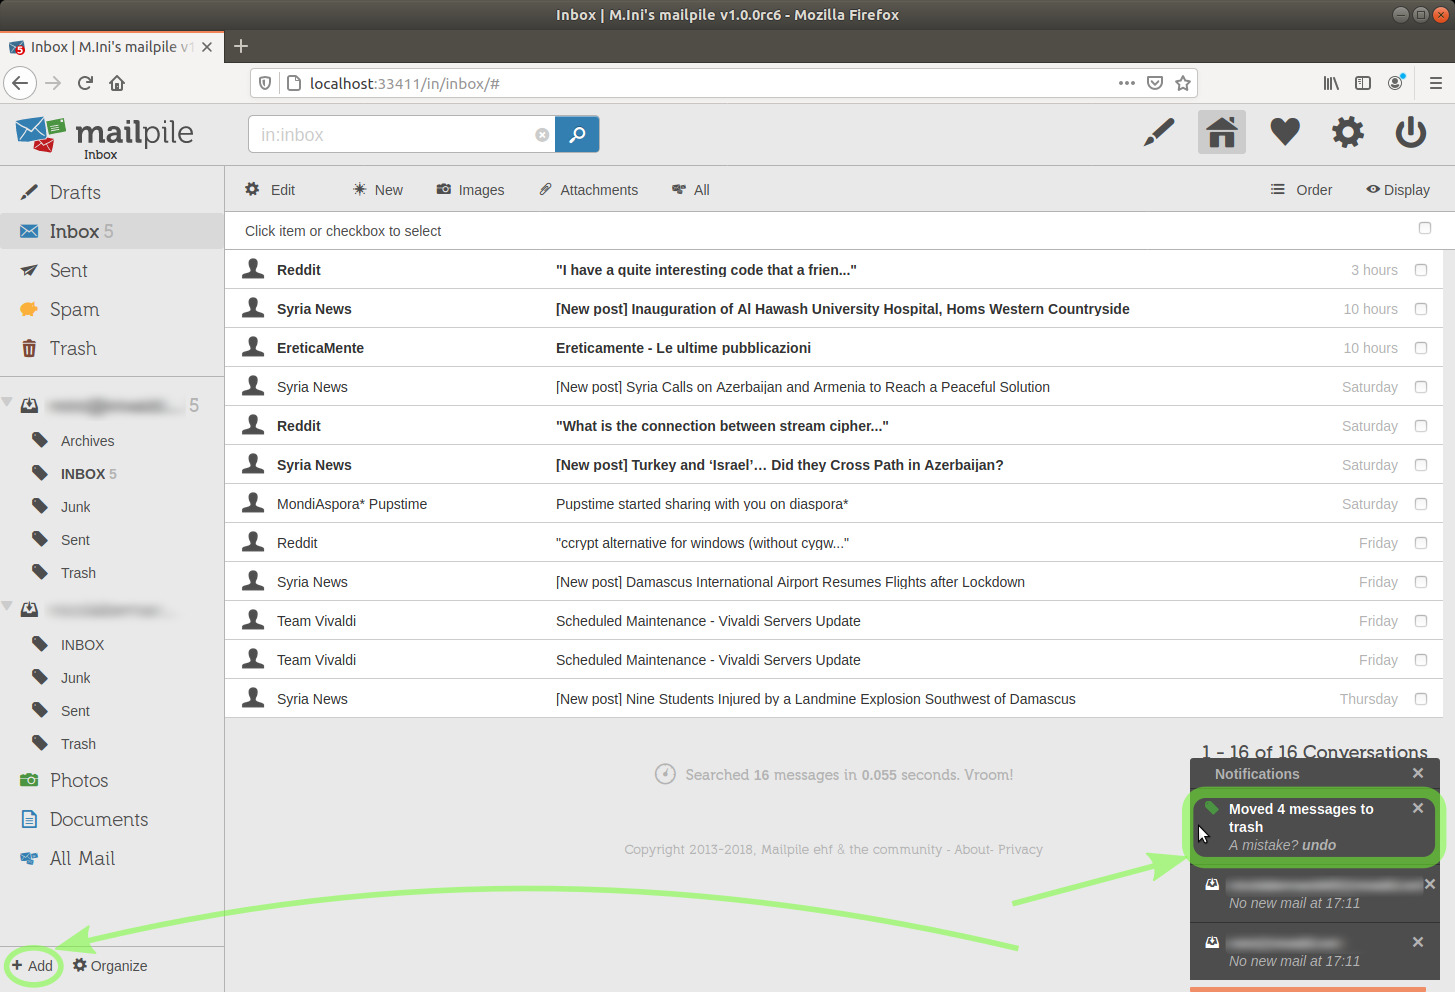 Inbox | M.Ini's mailpile v1.0.0rc6 - Mozilla Firefox
5 Inbox | M.Ini's mailpile v1
localhost:33411/in/inbox/#
mailpile
Inbox
in:inbox
Drafts
Inbox 5
Sent
Spam
Trash
5
Archives
INBOX 5
Junk
Sent
Trash
INBOX
Junk
Sent
Trash
Photos
Documents
All Mail
+ Add Organize
Edit New Images Attachments All Order Display
Click item or checkbox to select
Reddit "I have a quite interesting code that a frien..." 3 hours
Syria News [New post] Inauguration of Al Hawash University Hospital, Homs Western Countryside 10 hours
EreticaMente Ereticamente - Le ultime pubblicazioni 10 hours
Syria News [New post] Syria Calls on Azerbaijan and Armenia to Reach a Peaceful Solution Saturday
Reddit "What is the connection between stream cipher..." Saturday
Syria News [New post] Turkey and ‘Israel’… Did they Cross Path in Azerbaijan? Saturday
MondiAspora* Pupstime Pupstime started sharing with you on diaspora* Saturday
Reddit "ccrypt alternative for windows (without cygw..." Friday
Syria News [New post] Damascus International Airport Resumes Flights after Lockdown Friday
Team Vivaldi Scheduled Maintenance - Vivaldi Servers Update Friday
Team Vivaldi Scheduled Maintenance - Vivaldi Servers Update Friday
Syria News [New post] Nine Students Injured by a Landmine Explosion Southwest of Damascus Thursday
1 - 16 of 16 Conversations
Searched 16 messages in 0.055 seconds. Vroom!
Copyright 2013-2018, Mailpile ehf & the community - About- Privacy
Notifications
Moved 4 messages to
trash
A mistake? undo
No new mail at 17:11
No new mail at 17:11